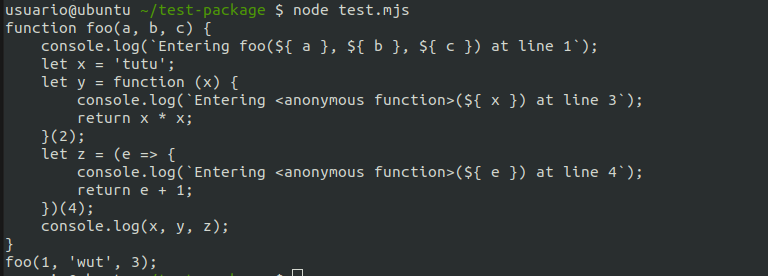 usuario@ubuntu ~/test-package $ node test.mjs
function foo(a, b, c) {
    console.log(`Entering foo(${ a }, ${ b }, ${ c }) at line 1`);
    let x = 'tutu';
    let y = function (x) {
        console.log(`Entering <anonymous function>(${ x }) at line 3`);
        return x * x;
    }(2);
    let z = (e => {
        console.log(`Entering <anonymous function>(${ e }) at line 4`);
        return e + 1;
    })(4);
    console.log(x, y, z);
}
foo(1, 'wut', 3);